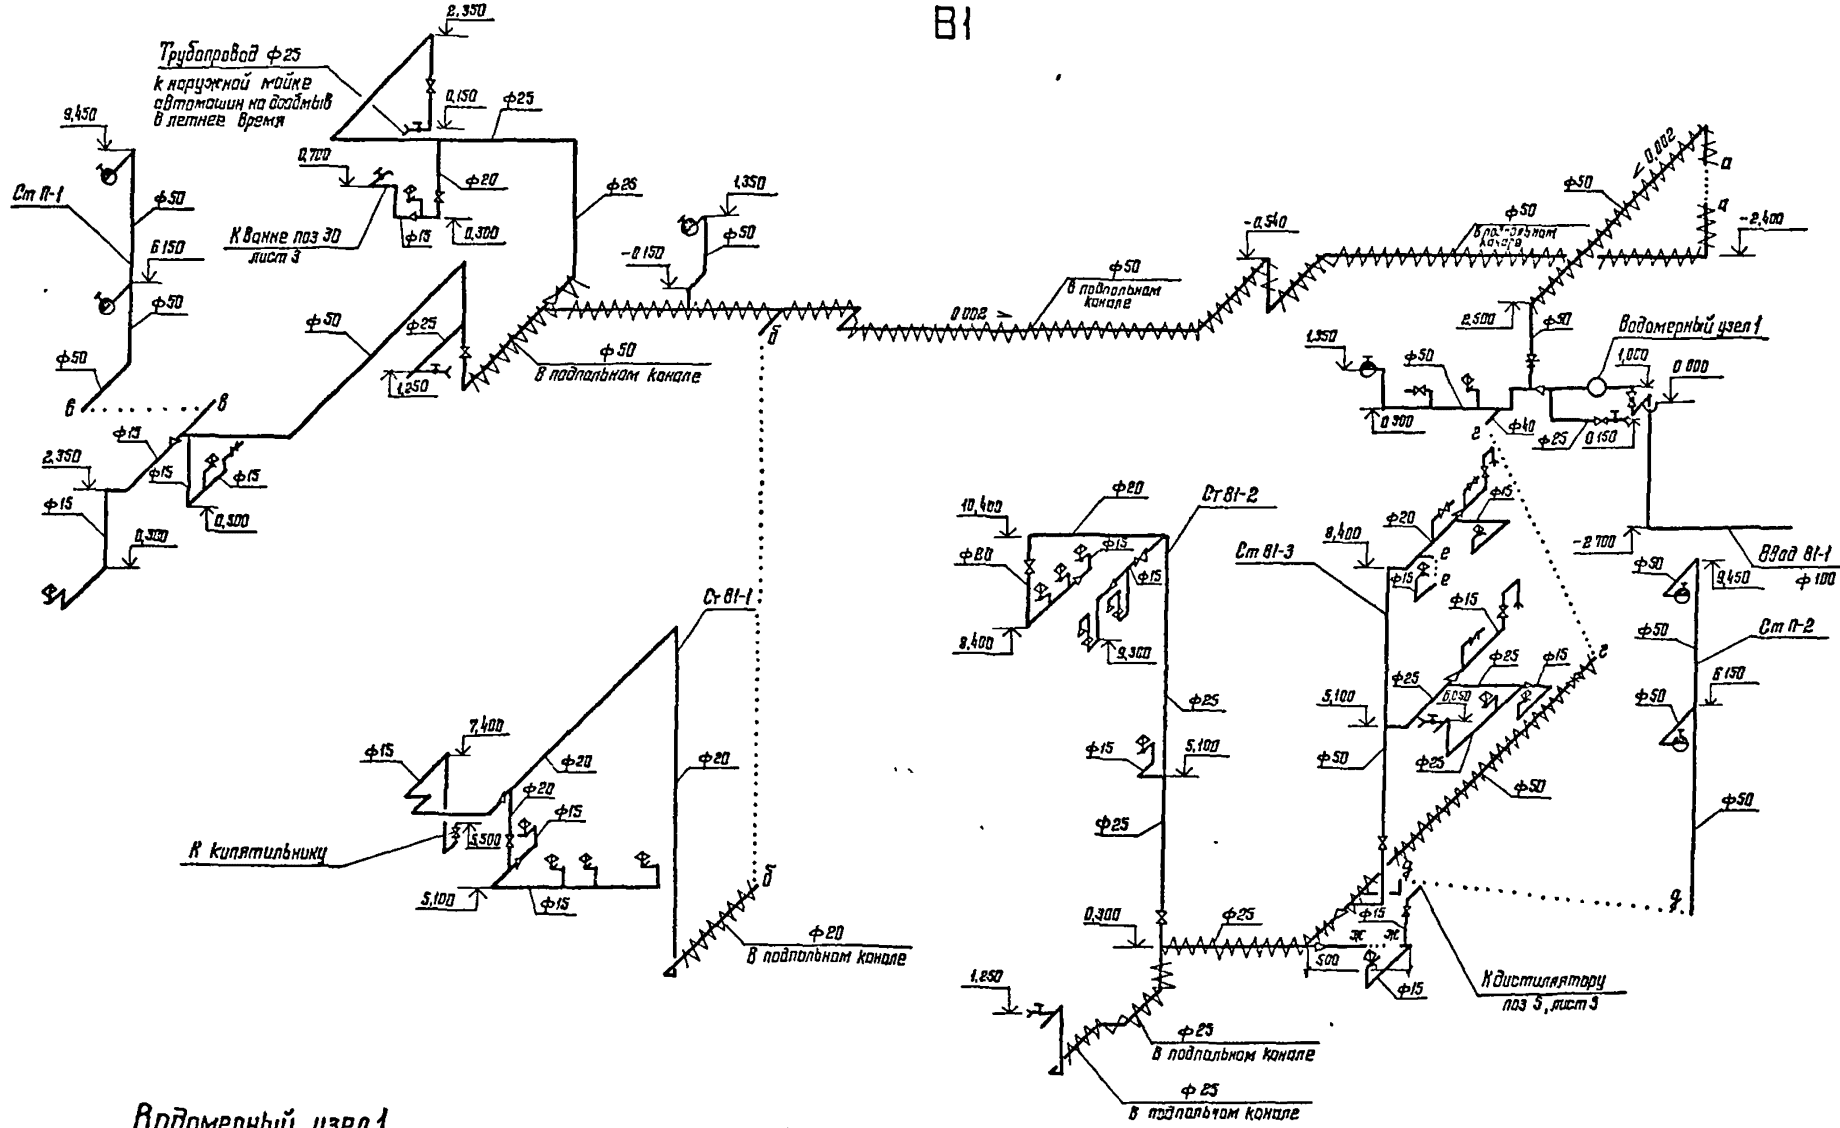 В1
2,350
Трубопровод ф25
к наружной мойке
автомашин на дообмыв
в летнее время
9,450
0,150
ф25
0,700
Ст П-1
ф50
ф20
ф25
1,350
К ванне поз 30
лист 3
ф15
0,300
6 150
-0.150
ф50
ф50
ф50
ф25
ф50
1,250
ф50
в подпольном канале
б
ф50
в подпольном канале
0 002
-0,540
ф50
в подпольном
канале
ф50
0,002
а
а
-2,400
2,500
ф50
Водомерный узел 1
1,350
ф50
1,000
0 000
0 300
ф40
ф25
0,150
г
в
в
ф15
2,350
ф15
ф15
ф15
0,300
0,300
10,400
ф20
Ст В1-2
ф15
ф20
ф15
8,400
9,300
ф25
Ст В1-3
8,400
ф20
ф15
е
е
ф15
-2 700
Ввод В1-1
ф100
ф50
9,450
ф15
ф50
Ст П-2
г
ф25
ф15
ф25
5,100
6,050
ф50
6 150
ф25
ф50
ф50
ф50
Ст В1-1
7,400
ф15
ф20
ф20
ф20
ф15
К кипятильнику
5,500
5,100
ф15
б
ф20
в подпольном канале
ф15
5,100
ф25
0,300
ф25
д
д
ф15
ж
ж
500
ф15
К дистилятору
поз 5, лист 3
1,250
ф25
в подпольном канале
ф25
в подпольном канале
Водомерный узел 1